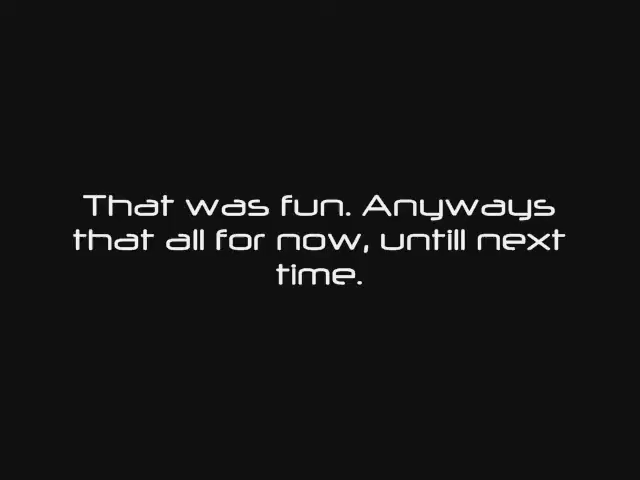 That was fun. Anyways
that all for now, untill next
time.